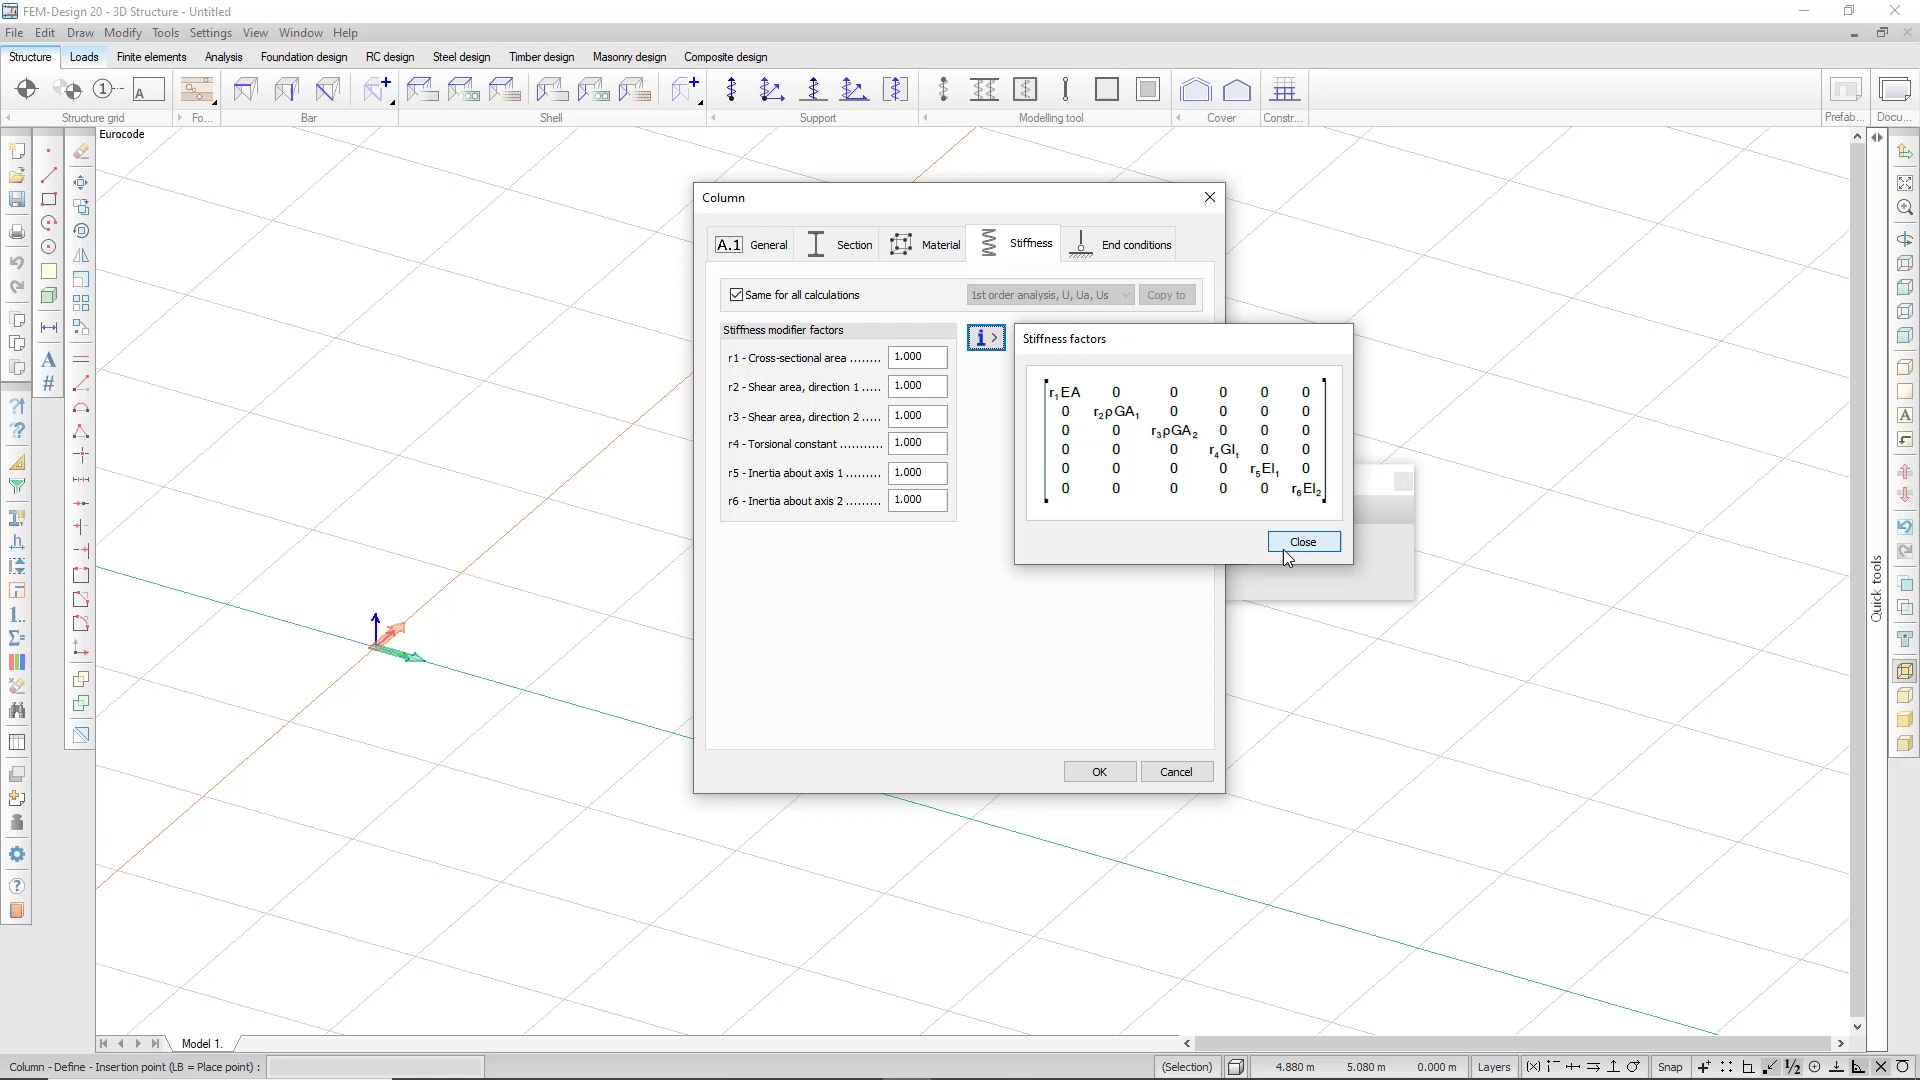 FEM-Design 20 - 3D Structure - Untitled
File Edit Draw Modify Tools Settings View Window Help
Structure Loads Finite elements Analysis Foundation design RC design Steel design Timber design Masonry design Composite design
Structure grid Fo... Bar Shell Support Modelling tool Cover Constr... Prefab... Docu...
Eurocode
Column
A.1 General Section Material Stiffness End conditions
Same for all calculations 1st order analysis, U, Ua, Us Copy to
Stiffness modifier factors
r1 - Cross-sectional area ........ 1.000
r2 - Shear area, direction 1 ..... 1.000
r3 - Shear area, direction 2 ..... 1.000
r4 - Torsional constant ........... 1.000
r5 - Inertia about axis 1 ......... 1.000
r6 - Inertia about axis 2 ......... 1.000
i >
Stiffness factors
r₁EA 0 0 0 0 0
0 r₂ρGA₁ 0 0 0 0
0 0 r₃ρGA₂ 0 0 0
0 0 0 r₄GIₜ 0 0
0 0 0 0 r₅EI₁ 0
0 0 0 0 0 r₆EI₂
Close
OK Cancel
Quick tools
Model 1.
Column - Define - Insertion point (LB = Place point) :
(Selection) 4.880 m 5.080 m 0.000 m Layers Snap 1/2